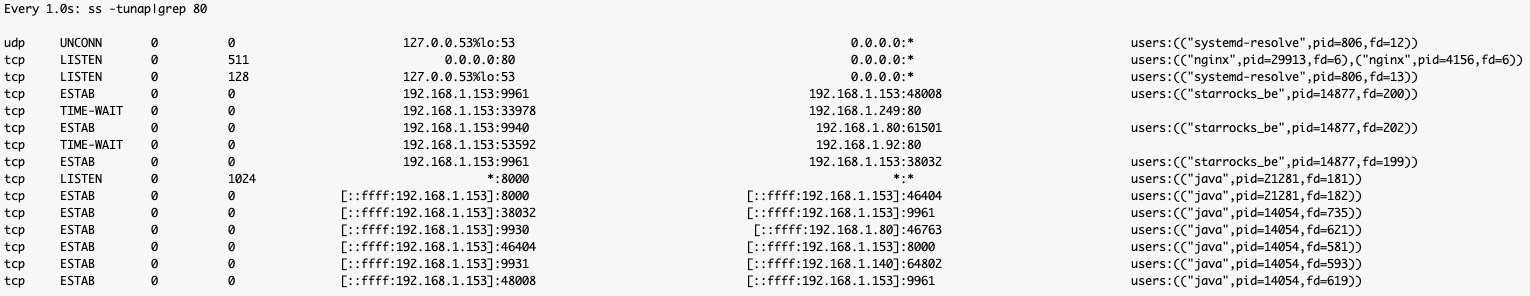 Every 1.0s: ss -tunap|grep 80
udp UNCONN 0 0 127.0.0.53%lo:53 0.0.0.0:* users:(("systemd-resolve",pid=806,fd=12))
tcp LISTEN 0 511 0.0.0.0:80 0.0.0.0:* users:(("nginx",pid=29913,fd=6),("nginx",pid=4156,fd=6))
tcp LISTEN 0 128 127.0.0.53%lo:53 0.0.0.0:* users:(("systemd-resolve",pid=806,fd=13))
tcp ESTAB 0 0 192.168.1.153:9961 192.168.1.153:48008 users:(("starrocks_be",pid=14877,fd=200))
tcp TIME-WAIT 0 0 192.168.1.153:33978 192.168.1.249:80
tcp ESTAB 0 0 192.168.1.153:9940 192.168.1.80:61501 users:(("starrocks_be",pid=14877,fd=202))
tcp TIME-WAIT 0 0 192.168.1.153:53592 192.168.1.92:80
tcp ESTAB 0 0 192.168.1.153:9961 192.168.1.153:38032 users:(("starrocks_be",pid=14877,fd=199))
tcp LISTEN 0 1024 *:8000 *:* users:(("java",pid=21281,fd=181))
tcp ESTAB 0 0 [::ffff:192.168.1.153]:8000 [::ffff:192.168.1.153]:46404 users:(("java",pid=21281,fd=182))
tcp ESTAB 0 0 [::ffff:192.168.1.153]:38032 [::ffff:192.168.1.153]:9961 users:(("java",pid=14054,fd=735))
tcp ESTAB 0 0 [::ffff:192.168.1.153]:9930 [::ffff:192.168.1.80]:46763 users:(("java",pid=14054,fd=621))
tcp ESTAB 0 0 [::ffff:192.168.1.153]:46404 [::ffff:192.168.1.153]:8000 users:(("java",pid=14054,fd=581))
tcp ESTAB 0 0 [::ffff:192.168.1.153]:9931 [::ffff:192.168.1.140]:64802 users:(("java",pid=14054,fd=593))
tcp ESTAB 0 0 [::ffff:192.168.1.153]:48008 [::ffff:192.168.1.153]:9961 users:(("java",pid=14054,fd=619))